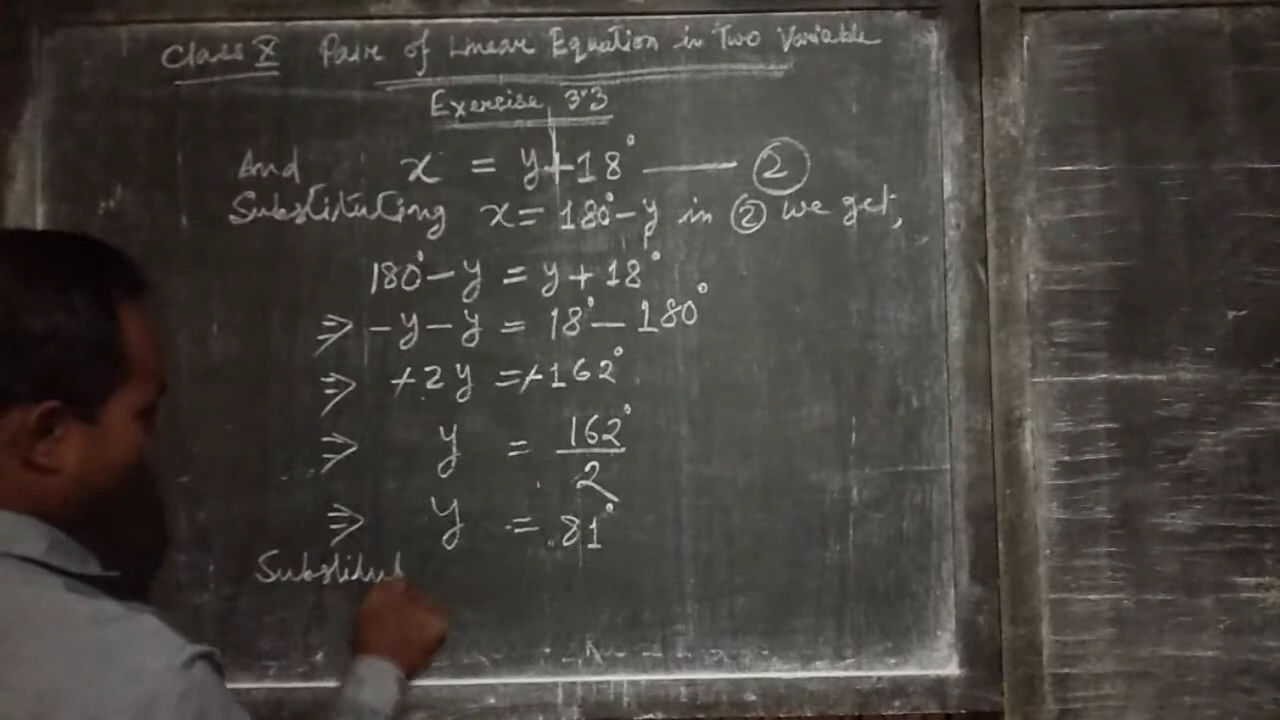 Class X Pair of Linear Equation in Two Variable
Exercise 3.3
And x = y+18° —— ②
Substituting x = 180°-y in ② we get,
180°-y = y+18°
⇒ -y-y = 18°-180°
⇒ -2y = -162°
⇒ y = 162°/2
⇒ y = 81°
Substitut